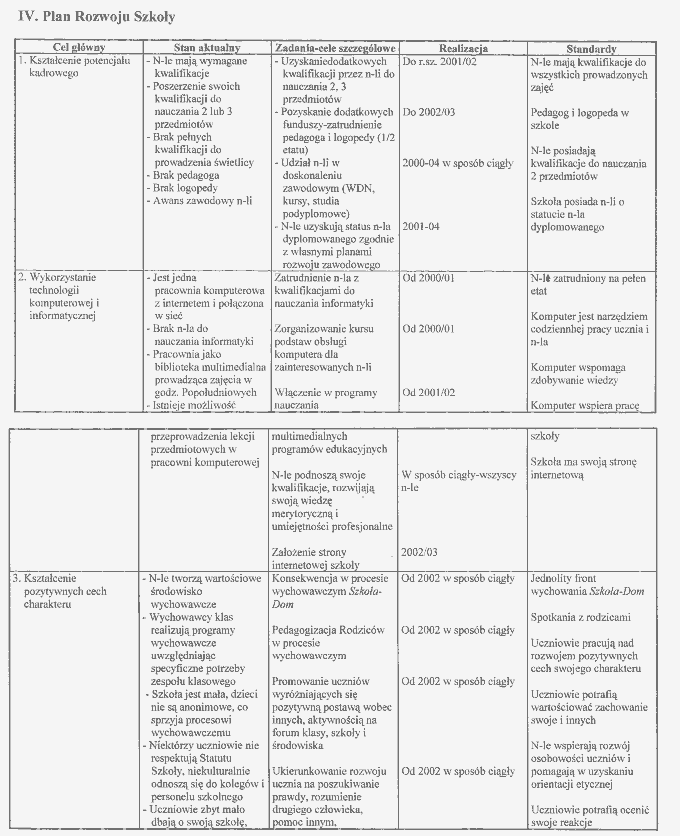 IV. Plan Rozwoju Szkoły
Cel główny
Stan aktualny
Zadania-cele szczegółowe
Realizacja
Standardy
1. Kształcenie potencjału
kadrowego
- N-le mają wymagane
kwalifikacje
- Poszerzenie swoich
kwalifikacji do
nauczania 2 lub 3
przedmiotów
- Brak pełnych
kwalifikacji do
prowadzenia świetlicy
- Brak pedagoga
- Brak logopedy
- Awans zawodowy n-li
- Uzyskaniedodatkowych
kwalifikacji przez n-li do
nauczania 2, 3
przedmiotów
- Pozyskanie dodatkowych
funduszy-zatrudnienie
pedagoga i logopedy (1/2
etatu)
- Udział n-li w
doskonaleniu
zawodowym (WDN,
kursy, studia
podyplomowe)
- N-le uzyskują status n-la
dyplomowanego zgodnie
z własnymi planami
rozwoju zawodowego
Do r.sz. 2001/02
Do 2002/03
2000-04 w sposób ciągły
2001-04
N-le mają kwalifikacje do
wszystkich prowadzonych
zajęć
Pedagog i logopeda w
szkole
N-le posiadają
kwalifikacje do nauczania
2 przedmiotów
Szkoła posiada n-li o
statucie n-la
dyplomowanego
2. Wykorzystanie
technologii
komputerowej i
informatycznej
- Jest jedna
pracownia komputerowa
z internetem i połączona
w sieć
- Brak n-la do
nauczania informatyki
- Pracownia jako
biblioteka multimedialna
prowadząca zajęcia w
godz. Popołudniowych
- Istnieje możliwość
Zatrudnienie n-la z
kwalifikacjami do
nauczania informatyki
Zorganizowanie kursu
podstaw obsługi
komputera dla
zainteresowanych n-li
Włączenie w programy
nauczania
Od 2000/01
Od 2000/01
Od 2001/02
N-le zatrudniony na pełen
etat
Komputer jest narzędziem
codziennhej pracy ucznia i
n-la
Komputer wspomaga
zdobywanie wiedzy
Komputer wspiera pracę
przeprowadzenia lekcji
przedmiotowych w
pracowni komputerowej
multimedialnych
programów edukacyjnych
N-le podnoszą swoje
kwalifikacje, rozwijają
swoją wiedzę
merytoryczną i
umiejętności profesjonalne
Założenie strony
internetowej szkoły
W sposób ciągły-wszyscy
n-le
2002/03
szkoły
Szkoła ma swoją stronę
internetową
3. Kształcenie
pozytywnych cech
charakteru
- N-le tworzą wartościowe
środowisko
wychowawcze
- Wychowawcy klas
realizują programy
wychowawcze
uwzględniając
specyficzne potrzeby
zespołu klasowego
- Szkoła jest mała, dzieci
nie są anonimowe, co
sprzyja procesowi
wychowawczemu
- Niektórzy uczniowie nie
respektują Statutu
Szkoły, niekulturalnie
odnoszą się do kolegów i
personelu szkolnego
- Uczniowie zbyt mało
dbają o swoją szkołę,
Konsekwencja w procesie
wychowawczym Szkoła-
Dom
Pedagogizacja Rodziców
w procesie
wychowawczym
Promowanie uczniów
wyróżniających się
pozytywną postawą wobec
innych, aktywnością na
forum klasy, szkoły i
środowiska
Ukierunkowanie rozwoju
ucznia na poszukiwanie
prawdy, rozumienie
drugiego człowieka,
pomoc innym,
Od 2002 w sposób ciągły
Od 2002 w sposób ciągły
Od 2002 w sposób ciągły
Od 2002 w sposób ciągły
Jednolity front
wychowania Szkoła-Dom
Spotkania z rodzicami
Uczniowie pracują nad
rozwojem pozytywnych
cech swojego charakteru
Uczniowie potrafią
wartościować zachowanie
swoje i innych
N-le wspierają rozwój
osobowości uczniów i
pomagają w uzyskaniu
orientacji etycznej
Uczniowie potrafią ocenić
swoje reakcje